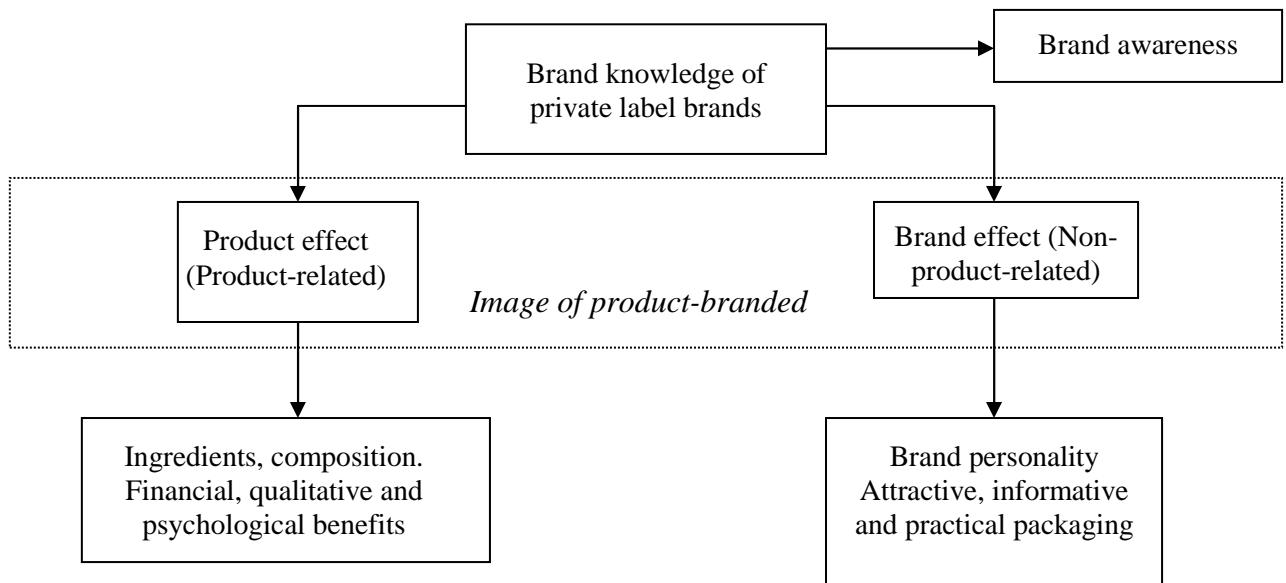 Brand awareness
Brand knowledge of
private label brands
Product effect
(Product-related)
Brand effect (Non-
product-related)
Image of product-branded
Ingredients, composition.
Financial, qualitative and
psychological benefits
Brand personality
Attractive, informative
and practical packaging